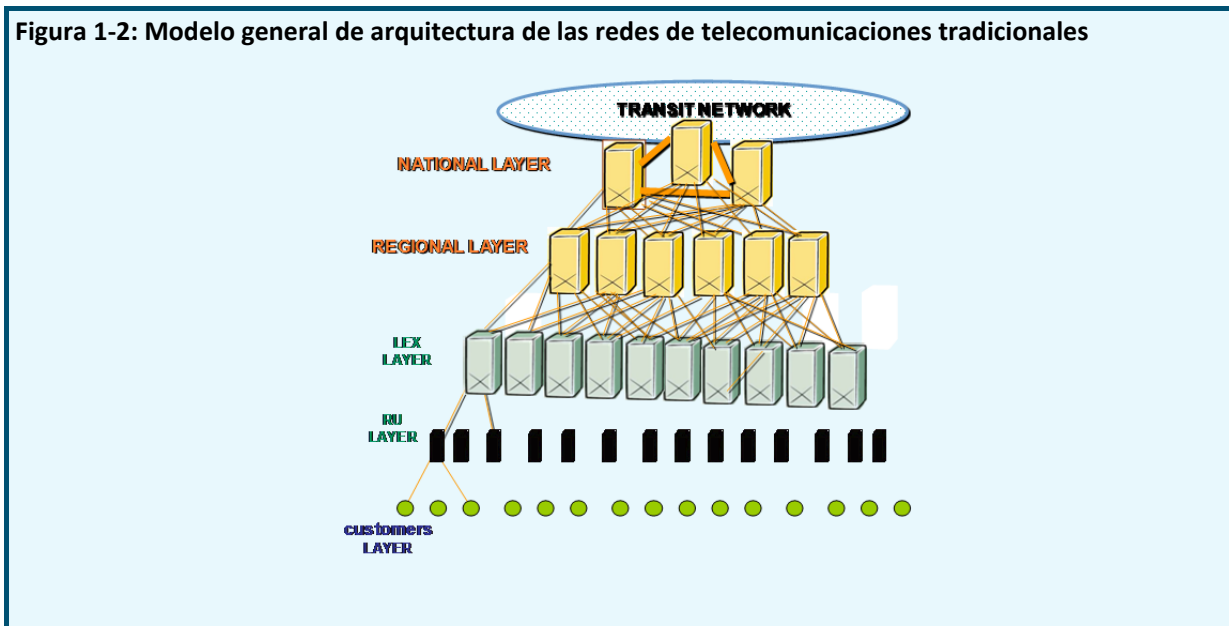 Figura 1-2: Modelo general de arquitectura de las redes de telecomunicaciones tradicionales
TRANSIT NETWORK
NATIONAL LAYER
REGIONAL LAYER
LEX
LAYER
RU
LAYER
customers
LAYER